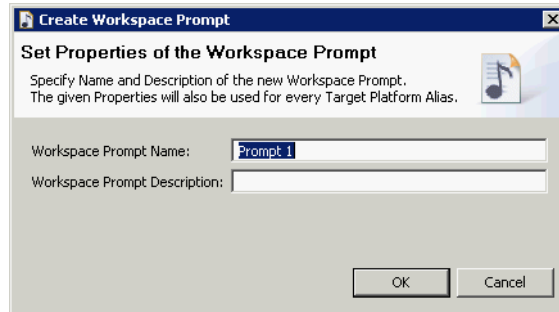 Create Workspace Prompt
Set Properties of the Workspace Prompt
Specify Name and Description of the new Workspace Prompt.
The given Properties will also be used for every Target Platform Alias.
Workspace Prompt Name: Prompt 1
Workspace Prompt Description:
OK Cancel